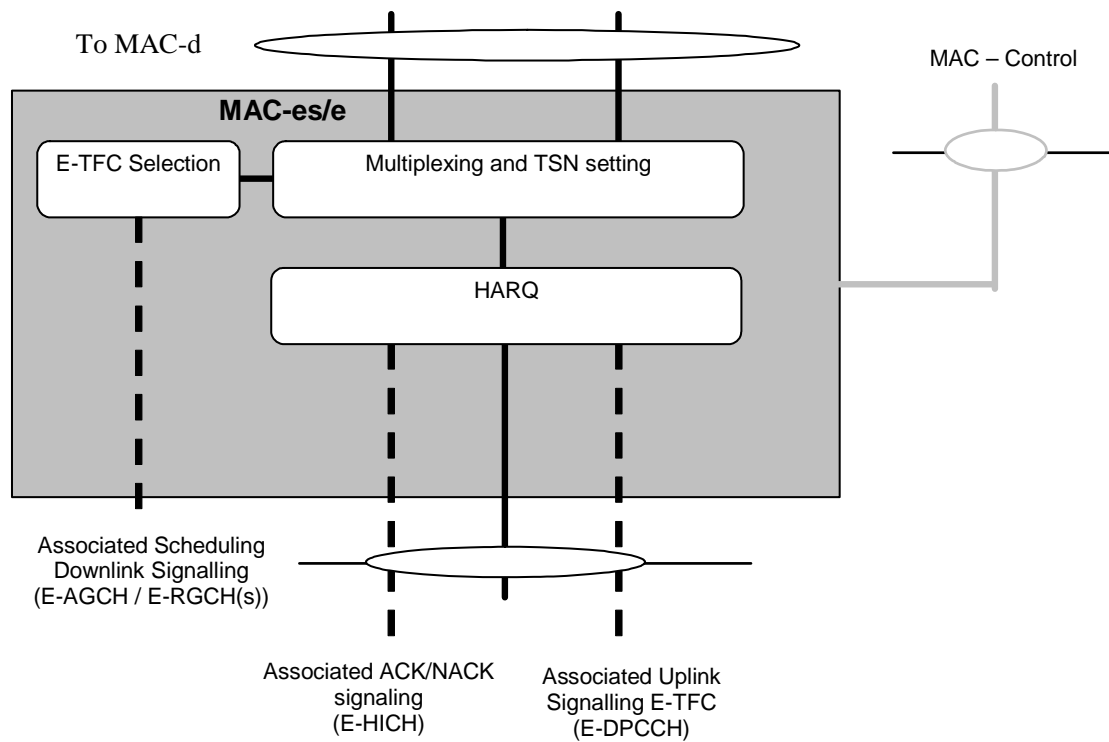 To MAC-d
MAC – Control
MAC-es/e
E-TFC Selection
Multiplexing and TSN setting
HARQ
Associated Scheduling
Downlink Signalling
(E-AGCH / E-RGCH(s))
Associated ACK/NACK
signaling
(E-HICH)
Associated Uplink
Signalling E-TFC
(E-DPCCH)